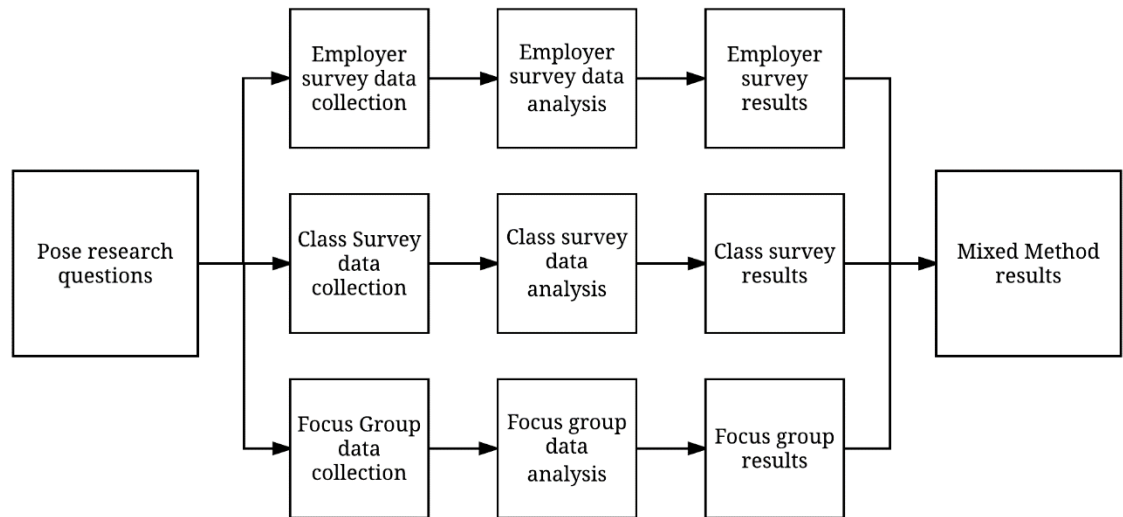 Employer
survey data
collection
Employer
survey data
analysis
Employer
survey
results
Pose research
questions
Class Survey
data
collection
Class survey
data
analysis
Class survey
results
Mixed Method
results
Focus Group
data
collection
Focus group
data
analysis
Focus group
results